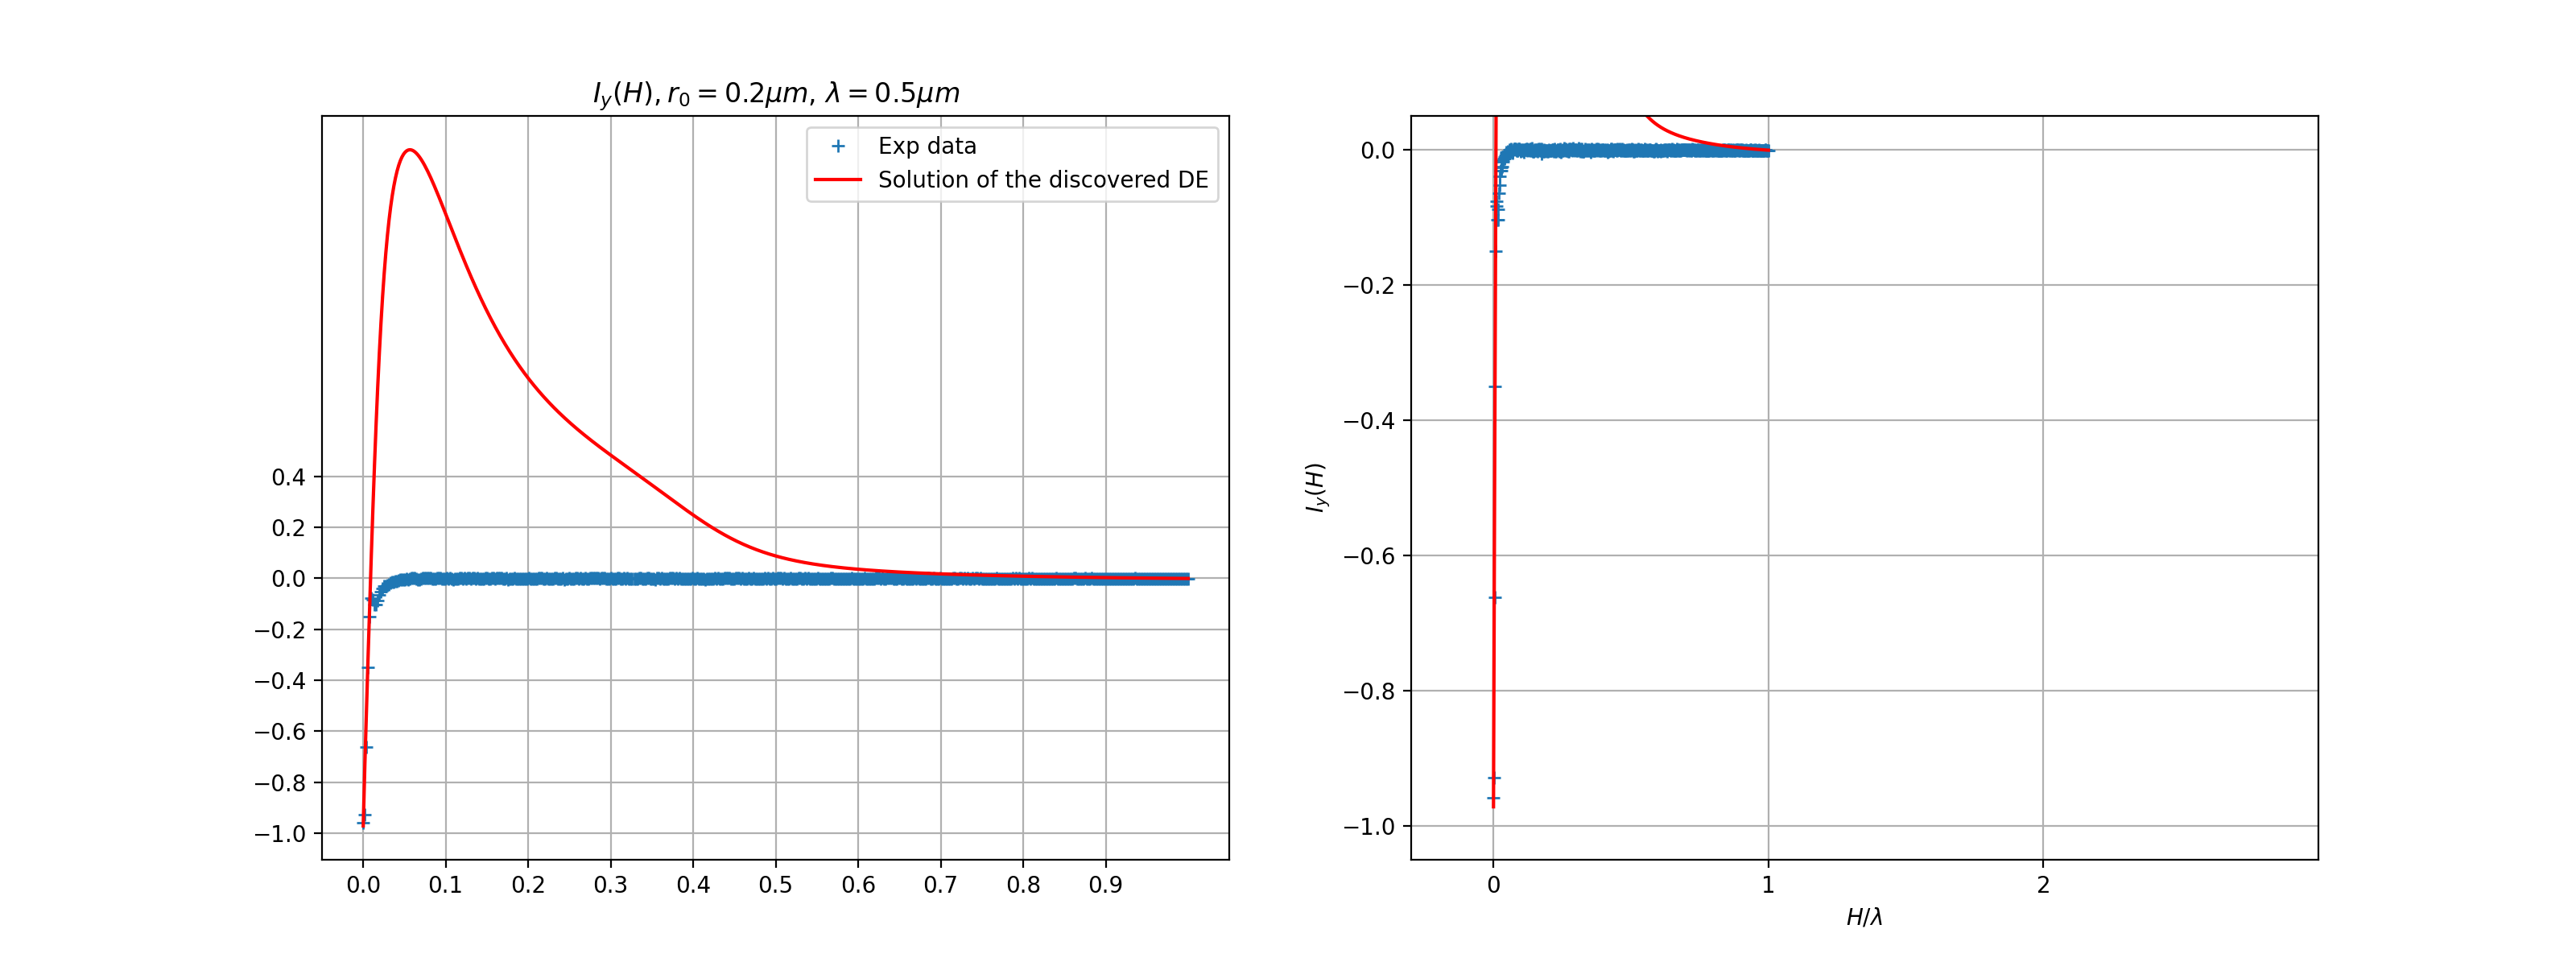 I_y(H), r_0 = 0.2μm, λ = 0.5μm
Exp data
Solution of the discovered DE
0.4
0.2
0.0
−0.2
−0.4
−0.6
−0.8
−1.0
0.0 0.1 0.2 0.3 0.4 0.5 0.6 0.7 0.8 0.9
I_y(H)
0.0
−0.2
−0.4
−0.6
−0.8
−1.0
0 1 2
H/λ